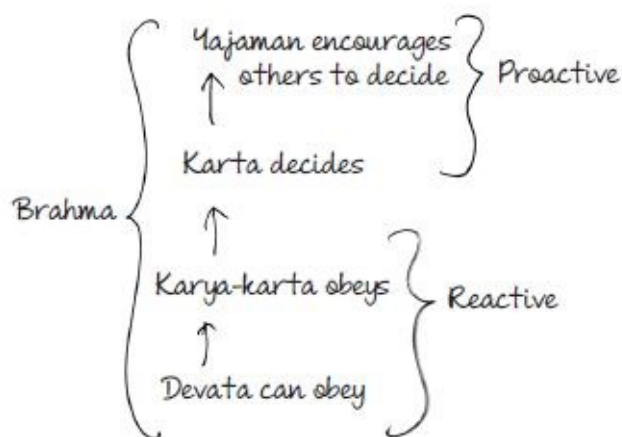 Yajaman encourages
others to decide
Proactive
Karta decides
Brahma
Karya-karta obeys
Reactive
Devata can obey